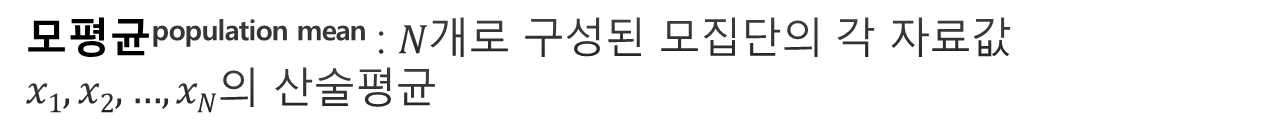 모평균population mean : N개로 구성된 모집단의 각 자료값
x₁, x₂, …, x_N의 산술평균